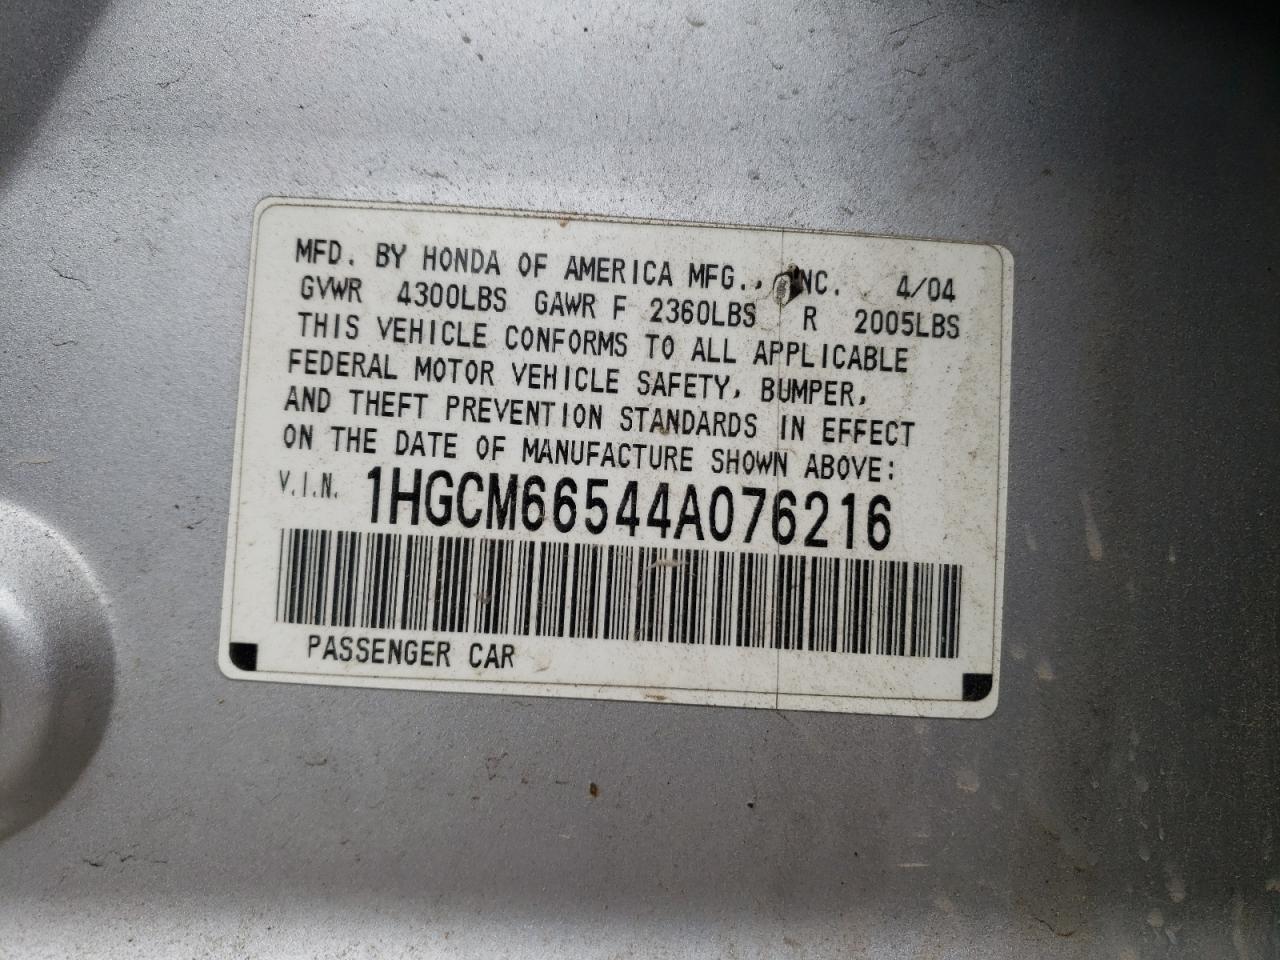 MFD. BY HONDA OF AMERICA MFG., INC. 4/04
GVWR 4300LBS GAWR F 2360LBS R 2005LBS
THIS VEHICLE CONFORMS TO ALL APPLICABLE
FEDERAL MOTOR VEHICLE SAFETY, BUMPER,
AND THEFT PREVENTION STANDARDS IN EFFECT
ON THE DATE OF MANUFACTURE SHOWN ABOVE:
V.I.N. 1HGCM66544A076216
PASSENGER CAR